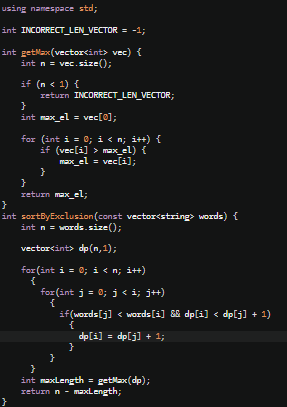 using namespace std;
int INCORRECT_LEN_VECTOR = -1;
int getMax(vector<int> vec) {
int n = vec.size();
if (n < 1) {
return INCORRECT_LEN_VECTOR;
}
int max_el = vec[0];
for (int i = 0; i < n; i++) {
if (vec[i] > max_el) {
max_el = vec[i];
}
}
return max_el;
}
int sortByExclusion(const vector<string> words) {
int n = words.size();
vector<int> dp(n,1);
for(int i = 0; i < n; i++)
{
for(int j = 0; j < i; j++)
{
if(words[j] < words[i] && dp[i] < dp[j] + 1)
{
dp[i] = dp[j] + 1;
}
}
}
int maxLength = getMax(dp);
return n - maxLength;
}